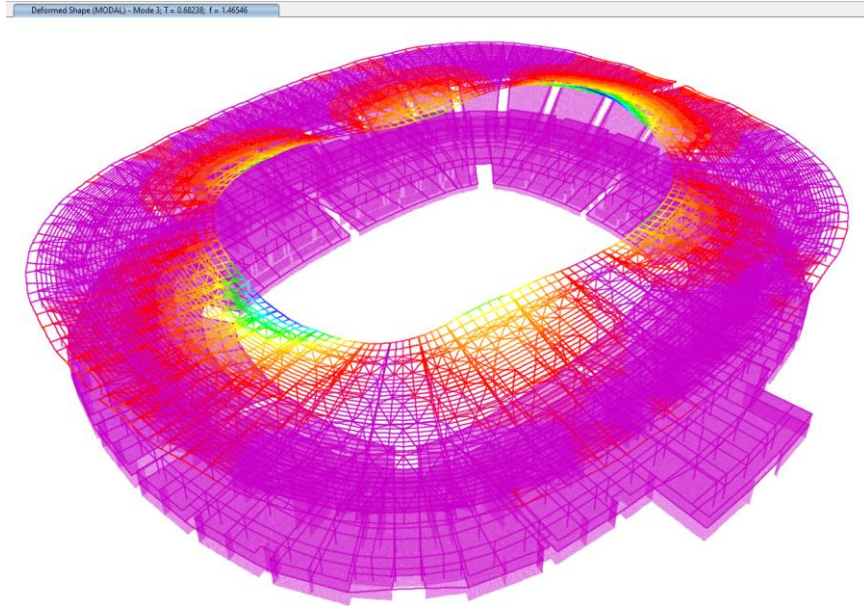 Deformed Shape (MODAL) - Mode 3; T = 0.68238; f = 1.46546